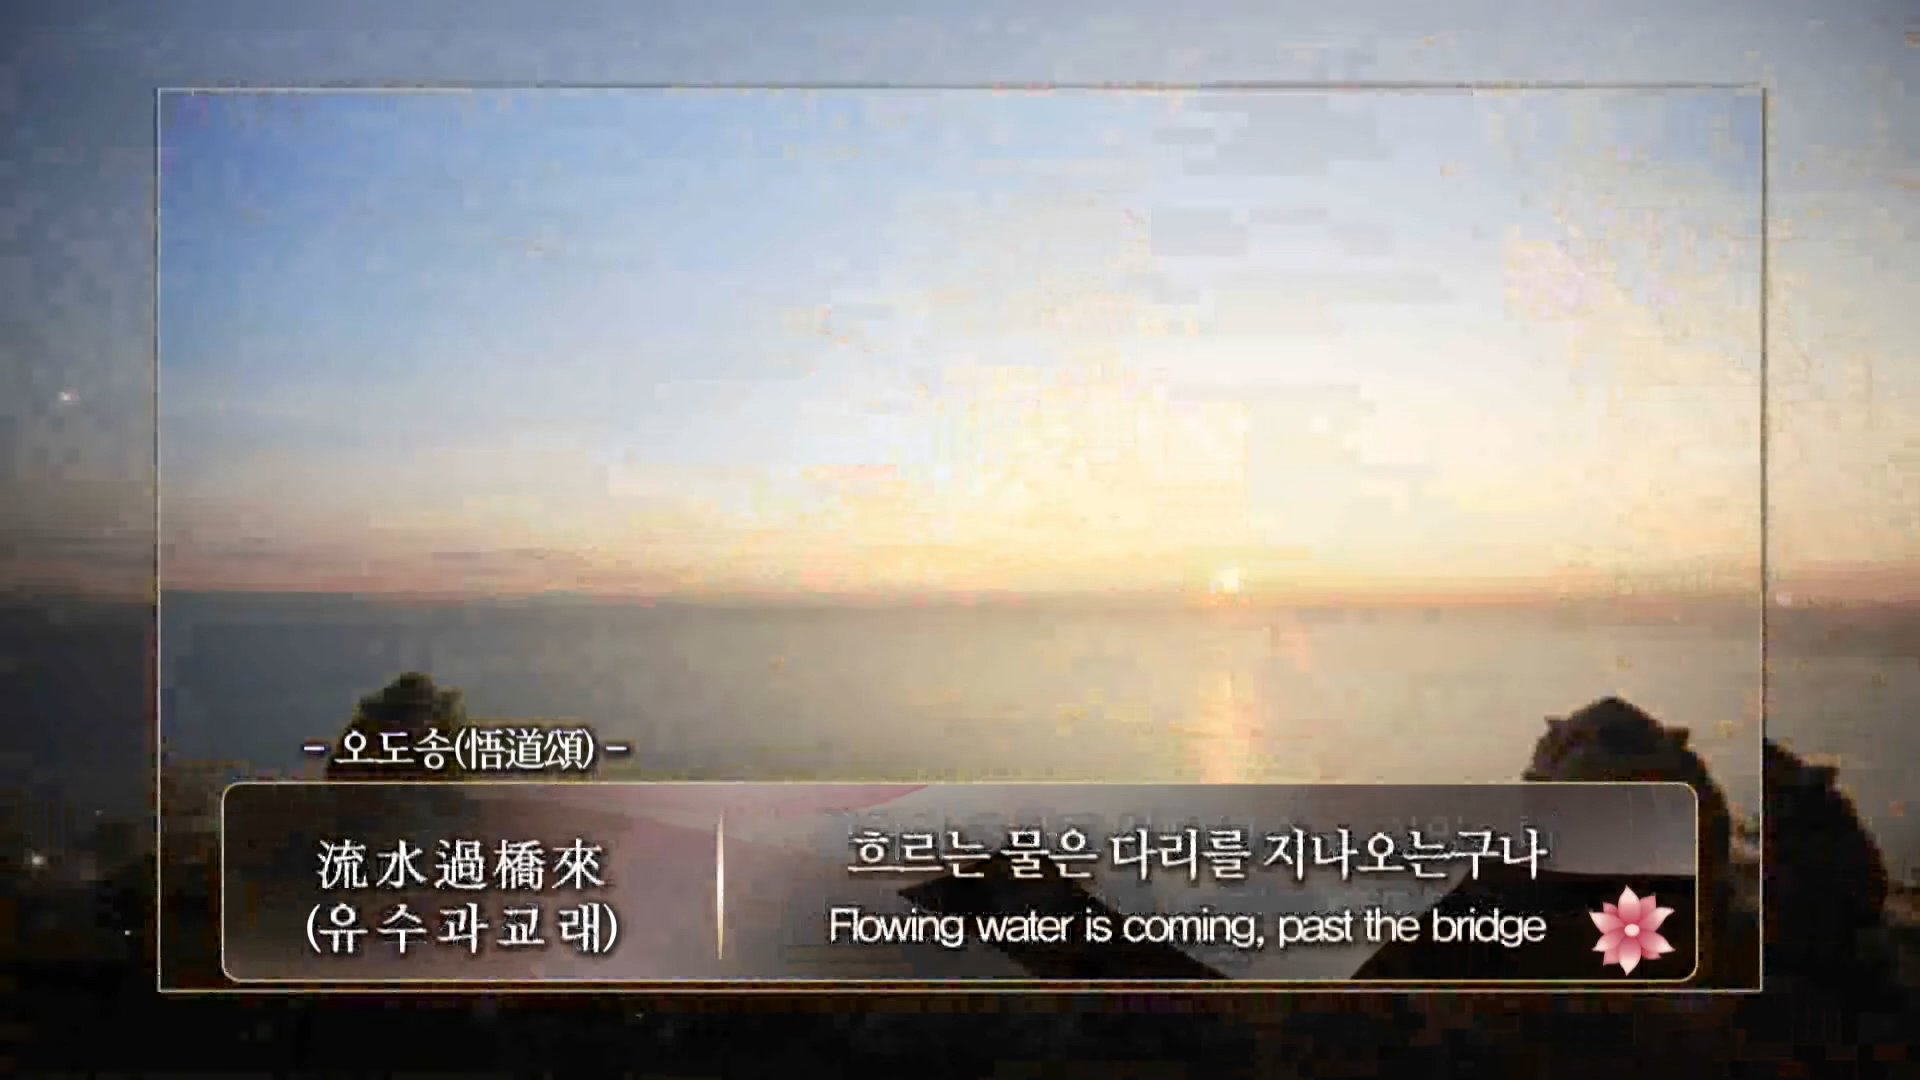 - 오도송(悟道頌) -
流水過橋來
(유수과교래)
흐르는 물은 다리를 지나오는구나
Flowing water is coming, past the bridge